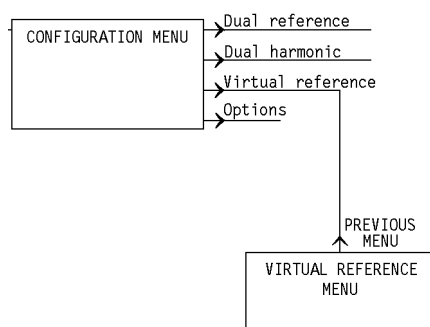 Dual reference
CONFIGURATION MENU
Dual harmonic
Virtual reference
Options
PREVIOUS
MENU
VIRTUAL REFERENCE
MENU